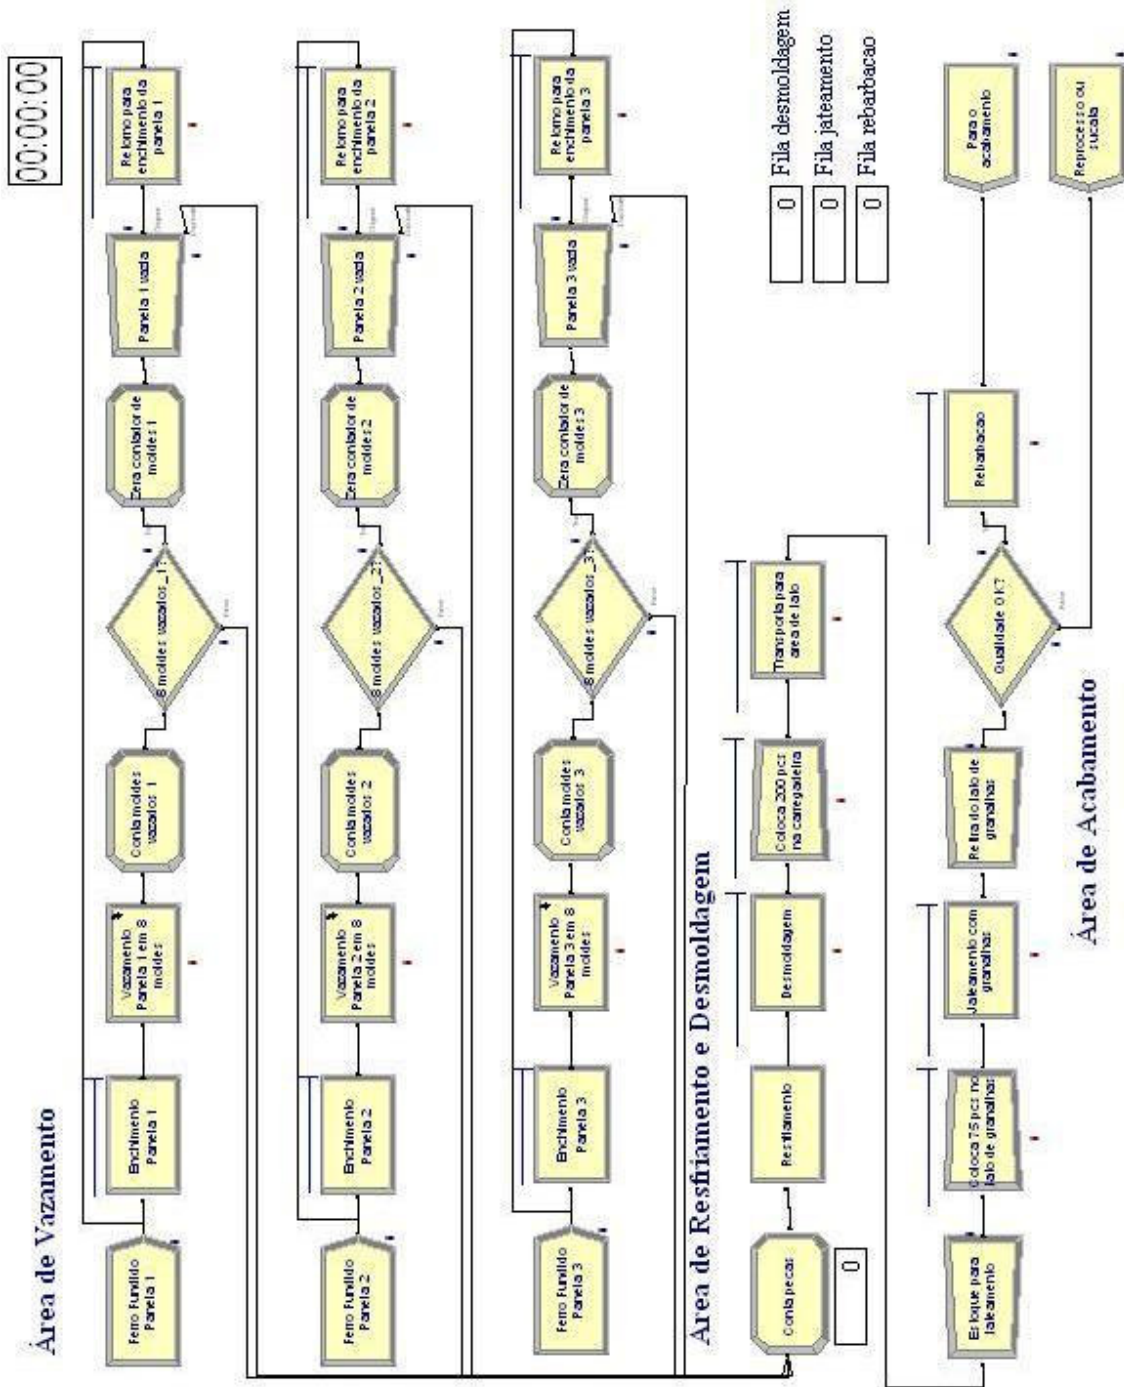 00:00:00
Área de Vazamento
Ferro Fundido
Panela 1
Enchimento
Panela 1
Vazamento
Panela 1 em 8
moldes
Conta moldes
vazados 1
8 moldes vazados_1?
Zera contador de
moldes 1
Panela 1 vazia
Retorno para
enchimento da
panela 1
Ferro Fundido
Panela 2
Enchimento
Panela 2
Vazamento
Panela 2 em 8
moldes
Conta moldes
vazados 2
8 moldes vazados_2?
Zera contador de
moldes 2
Panela 2 vazia
Retorno para
enchimento da
panela 2
Ferro Fundido
Panela 3
Enchimento
Panela 3
Vazamento
Panela 3 em 8
moldes
Conta moldes
vazados 3
8 moldes vazados_3?
Zera contador de
moldes 3
Panela 3 vazia
Retorno para
enchimento da
panela 3
Área de Resfriamento e Desmoldagem
Conta pecas
0
Resfriamento
Desmoldagem
Coloca 200 pcs
na carregadeira
Transporta para
area de jato
0 Fila desmoldagem
0 Fila jateamento
0 Fila rebarbacao
Estoque para
jateamento
Coloca 75 pcs no
jato de granalhas
Jateamento com
granalhas
Retira do jato de
granalhas
Qualidade OK?
Rebarbacao
Para o
acabamento
Reprocesso ou
sucata
Área de Acabamento